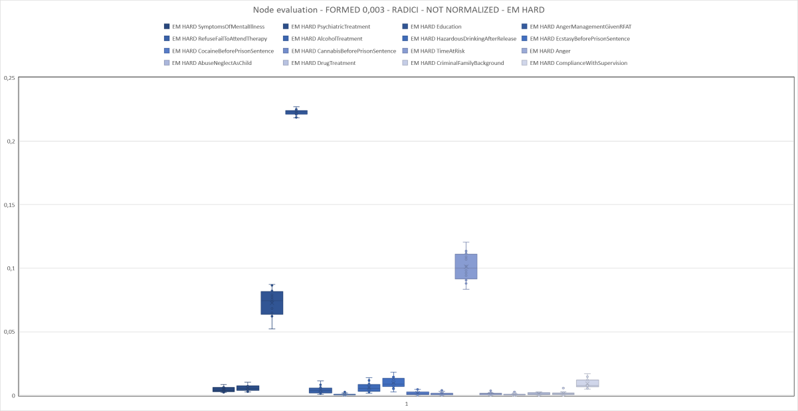 Node evaluation - FORMED 0,003 - RADICI - NOT NORMALIZED - EM HARD
EM HARD SymptomsOfMentalIllness EM HARD PsychiatricTreatment EM HARD Education EM HARD AngerManagementGivenRFAT
EM HARD RefuseFailToAttendTherapy EM HARD AlcoholTreatment EM HARD HazardousDrinkingAfterRelease EM HARD EcstasyBeforePrisonSentence
EM HARD CocaineBeforePrisonSentence EM HARD CannabisBeforePrisonSentence EM HARD TimeAtRisk EM HARD Anger
EM HARD AbuseNeglectAsChild EM HARD DrugTreatment EM HARD CriminalFamilyBackground EM HARD ComplianceWithSupervision
0,25
0,2
0,15
0,1
0,05
0
1